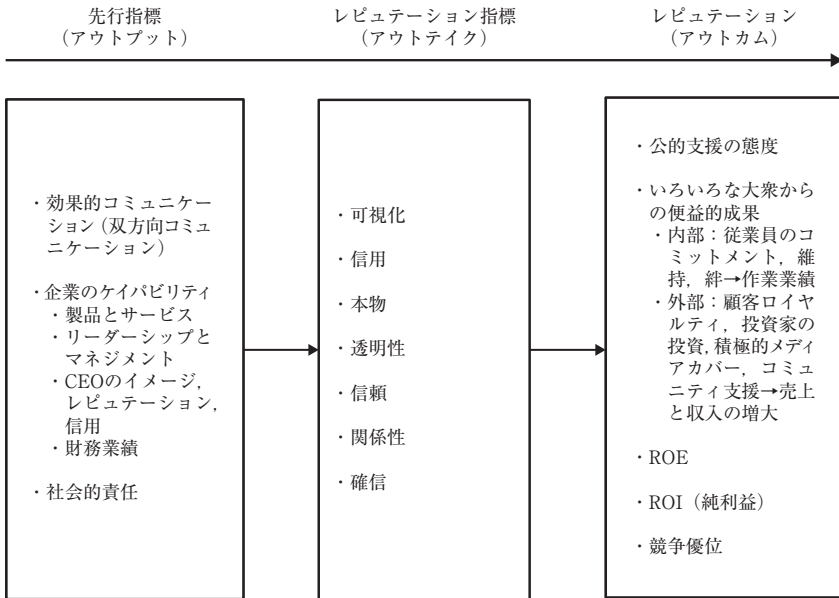 先行指標
(アウトプット)
レピュテーション指標
(アウトテイク)
レピュテーション
(アウトカム)
・効果的コミュニケー
ション(双方向コミュ
ニケーション)
・企業のケイパビリティ
・製品とサービス
・リーダーシップと
マネジメント
・CEOのイメージ,
レピュテーション,
信用
・財務業績
・社会的責任
・可視化
・信用
・本物
・透明性
・信頼
・関係性
・確信
・公的支援の態度
・いろいろな大衆から
の便益的成果
・内部：従業員のコ
ミットメント，維
持，絆→作業業績
・外部：顧客ロイヤ
ルティ，投資家の
投資,積極的メディ
アカバー，コミュ
ニティ支援→売上
と収入の増大
・ROE
・ROI（純利益）
・競争優位